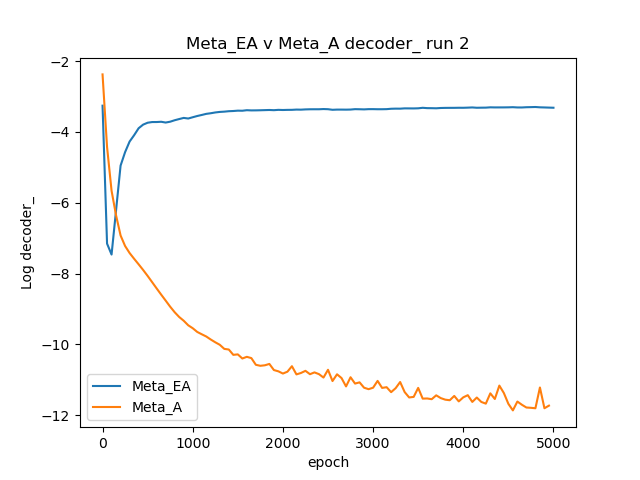 Meta_EA v Meta_A decoder_ run 2
Log decoder_
−2
−4
−6
−8
−10
−12
Meta_EA
Meta_A
0
1000
2000
3000
4000
5000
epoch